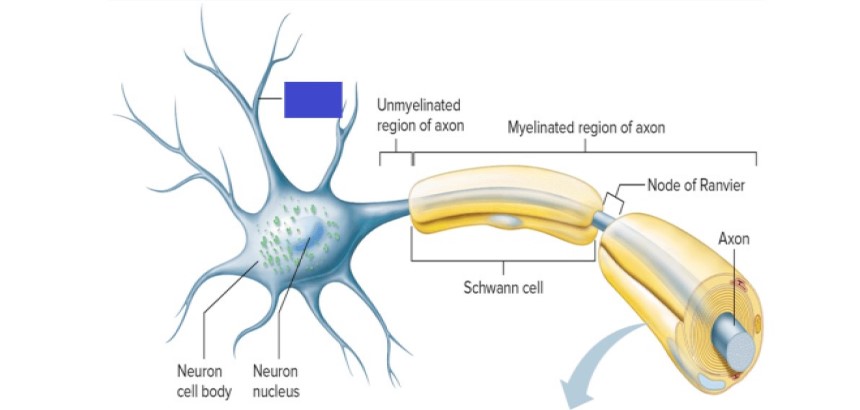 Unmyelinated
region of axon
Myelinated region of axon
Node of Ranvier
Axon
Schwann cell
Neuron
cell body
Neuron
nucleus